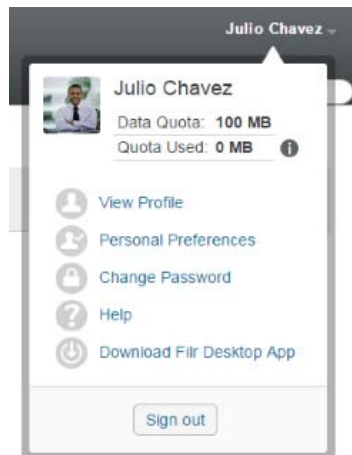 Julio Chavez
Julio Chavez
Data Quota: 100 MB
Quota Used: 0 MB
View Profile
Personal Preferences
Change Password
Help
Download Filr Desktop App
Sign out